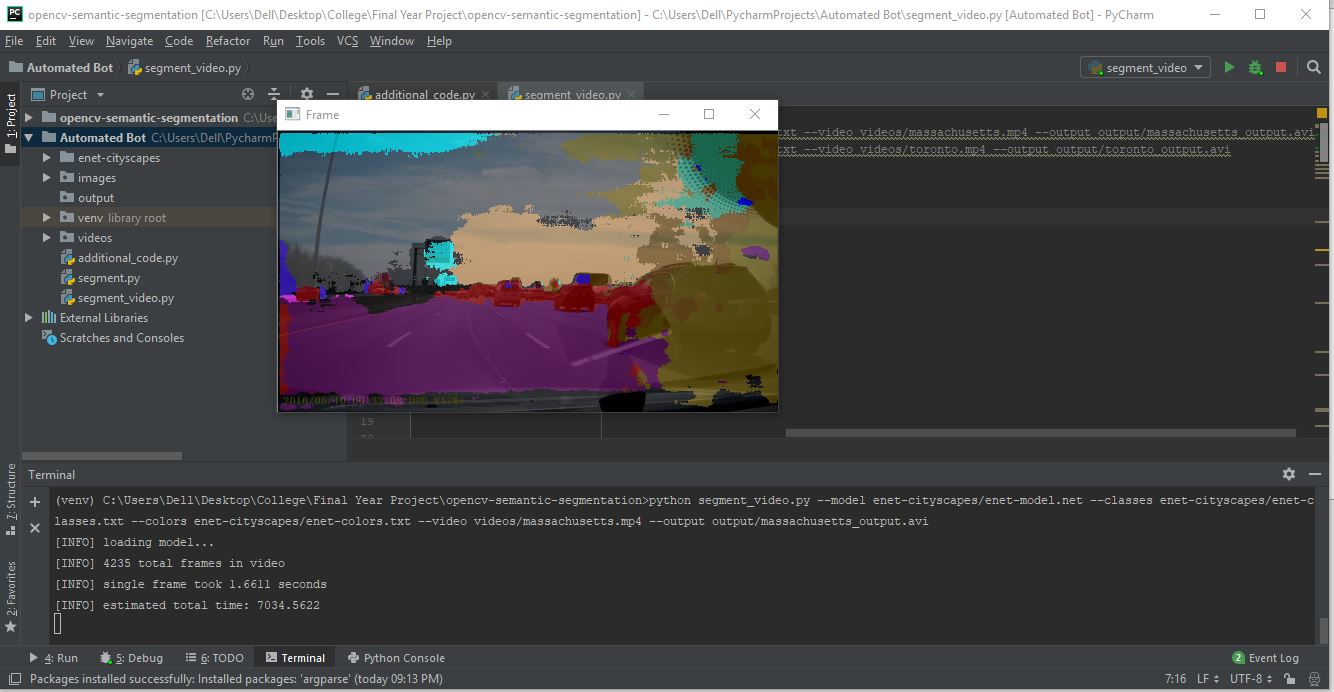 opencv-semantic-segmentation [C:\Users\Dell\Desktop\College\Final Year Project\opencv-semantic-segmentation] - C:\Users\Dell\PycharmProjects\Automated Bot\segment_video.py [Automated Bot] - PyCharm
File Edit View Navigate Code Refactor Run Tools VCS Window Help
Automated Bot segment_video.py segment_video
Project additional_code.py segment_video.py
1: Project
Frame
opencv-semantic-segmentation C:\Use
Automated Bot C:\Users\Dell\PycharmP
txt --video videos/massachusetts.mp4 --output output/massachusetts_output.avi
txt --video videos/toronto.mp4 --output output/toronto_output.avi
enet-cityscapes
images
output
venv library root
videos
additional_code.py
segment.py
segment_video.py
External Libraries
Scratches and Consoles
19
20
Terminal
7: Structure
2: Favorites
(venv) C:\Users\Dell\Desktop\College\Final Year Project\opencv-semantic-segmentation>python segment_video.py --model enet-cityscapes/enet-model.net --classes enet-cityscapes/enet-c
lasses.txt --colors enet-cityscapes/enet-colors.txt --video videos/massachusetts.mp4 --output output/massachusetts_output.avi
[INFO] loading model...
[INFO] 4235 total frames in video
[INFO] single frame took 1.6611 seconds
[INFO] estimated total time: 7034.5622
4: Run 5: Debug 6: TODO Terminal Python Console 2 Event Log
Packages installed successfully: Installed packages: 'argparse' (today 09:13 PM) 7:16 LF UTF-8